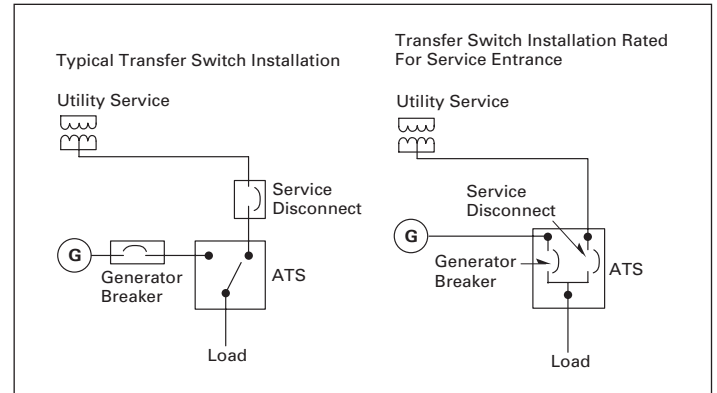 Typical Transfer Switch Installation
Utility Service
Service
Disconnect
G
Generator
Breaker
ATS
Load
Transfer Switch Installation Rated
For Service Entrance
Utility Service
Service
Disconnect
G
Generator
Breaker
ATS
Load